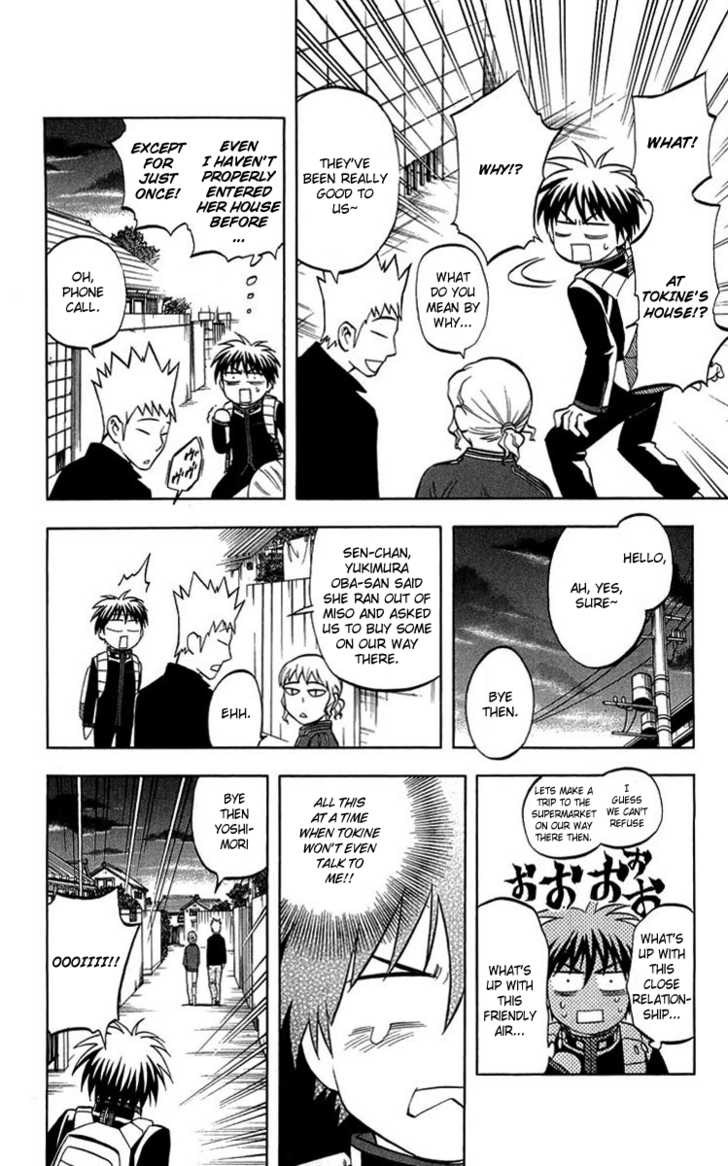 WHAT!
AT
TOKINE'S
HOUSE!?
WHY!?
WHAT
DO YOU
MEAN BY
WHY...
THEY'VE
BEEN REALLY
GOOD TO
US~
EVEN
I HAVEN'T
PROPERLY
ENTERED
HER HOUSE
BEFORE
...
EXCEPT
FOR
JUST
ONCE!
OH,
PHONE
CALL.
HELLO,
AH, YES,
SURE~
BYE
THEN.
SEN-CHAN,
YUKIMURA
OBA-SAN SAID
SHE RAN OUT OF
MISO AND ASKED
US TO BUY SOME
ON OUR WAY
THERE.
EHH.
I
GUESS
WE CAN'T
REFUSE
LETS MAKE A
TRIP TO THE
SUPERMARKET
ON OUR WAY
THERE THEN.
おおおおお
WHAT'S
UP WITH
THIS
CLOSE
RELATION-
SHIP...
WHAT'S
UP WITH
THIS
FRIENDLY
AIR...
ALL THIS
AT A TIME
WHEN TOKINE
WON'T EVEN
TALK TO
ME!!
BYE
THEN
YOSHI-
MORI
OOOIIII!!